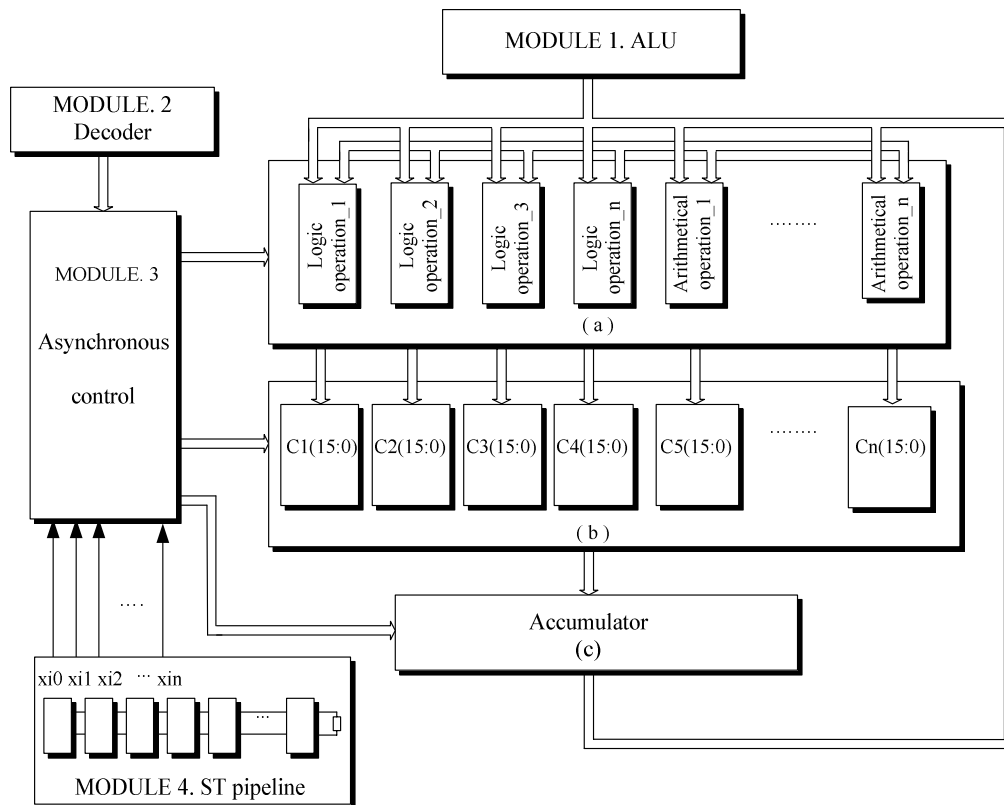 MODULE 1. ALU
MODULE. 2
Decoder
MODULE. 3
Asynchronous
control
Logic
operation_1
Logic
operation_2
Logic
operation_3
Logic
operation_n
Arithmetical
operation_1
........
Arithmetical
operation_n
( a )
C1(15:0)
C2(15:0)
C3(15:0)
C4(15:0)
C5(15:0)
........
Cn(15:0)
( b )
Accumulator
(c)
....
xi0 xi1 xi2 ... xin
...
MODULE 4. ST pipeline